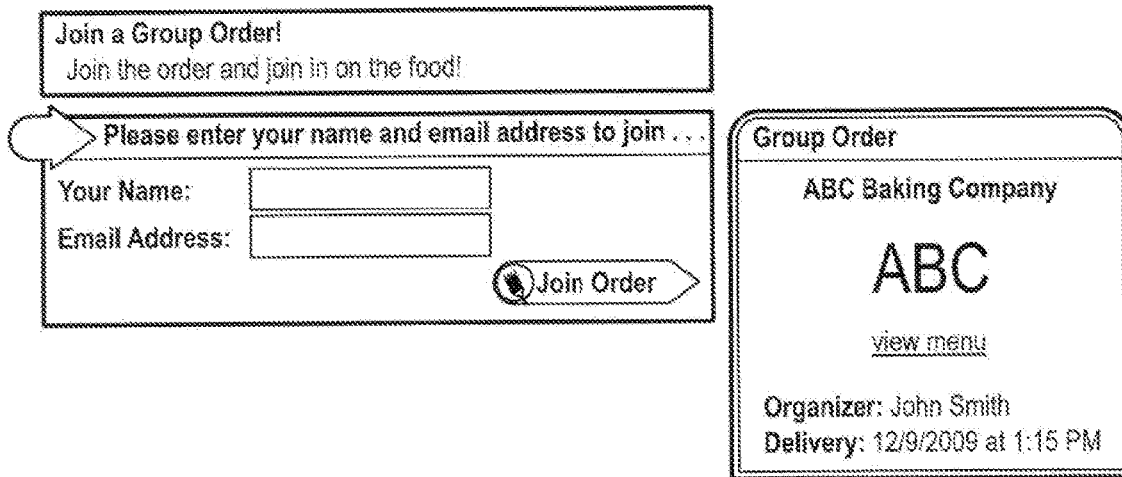 Join a Group Order!
Join the order and join in on the food!
Please enter your name and email address to join . . .
Your Name:
Email Address:
Join Order
Group Order
ABC Baking Company
ABC
view menu
Organizer: John Smith
Delivery: 12/9/2009 at 1:15 PM